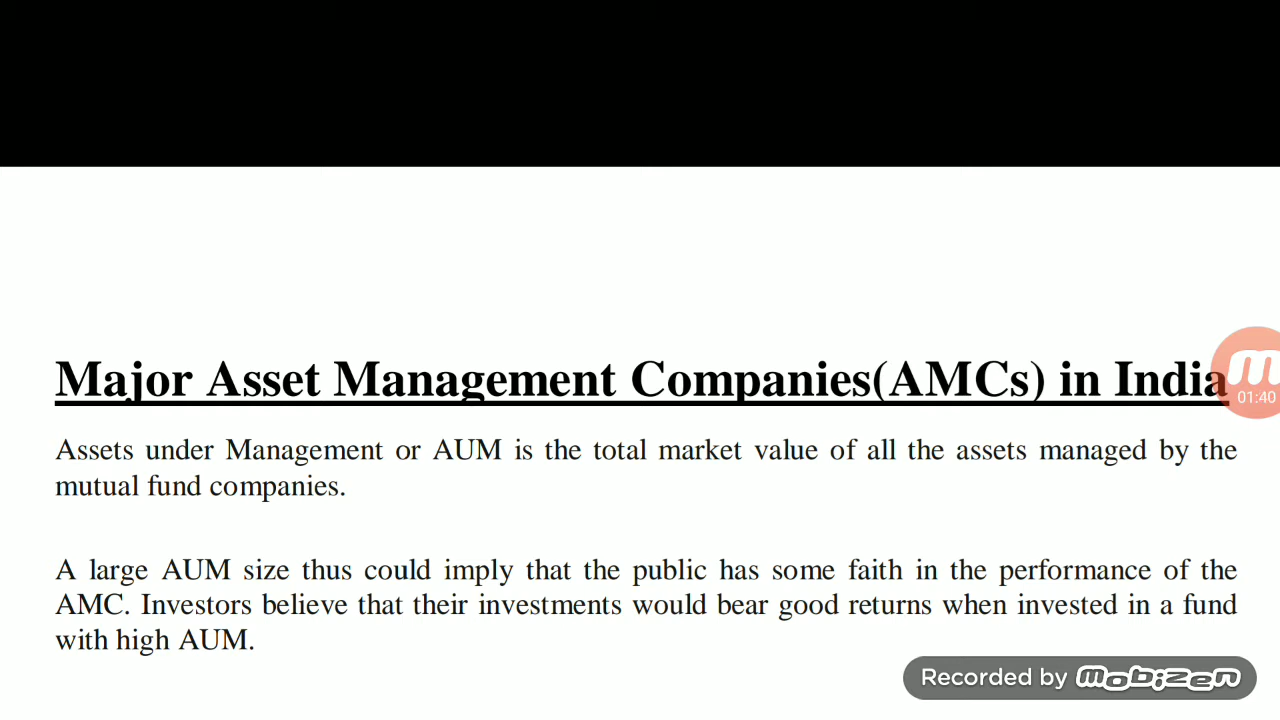 Major Asset Management Companies(AMCs) in India
01:40
Assets under Management or AUM is the total market value of all the assets managed by the
mutual fund companies.
A large AUM size thus could imply that the public has some faith in the performance of the
AMC. Investors believe that their investments would bear good returns when invested in a fund
with high AUM.
Recorded by mobizen